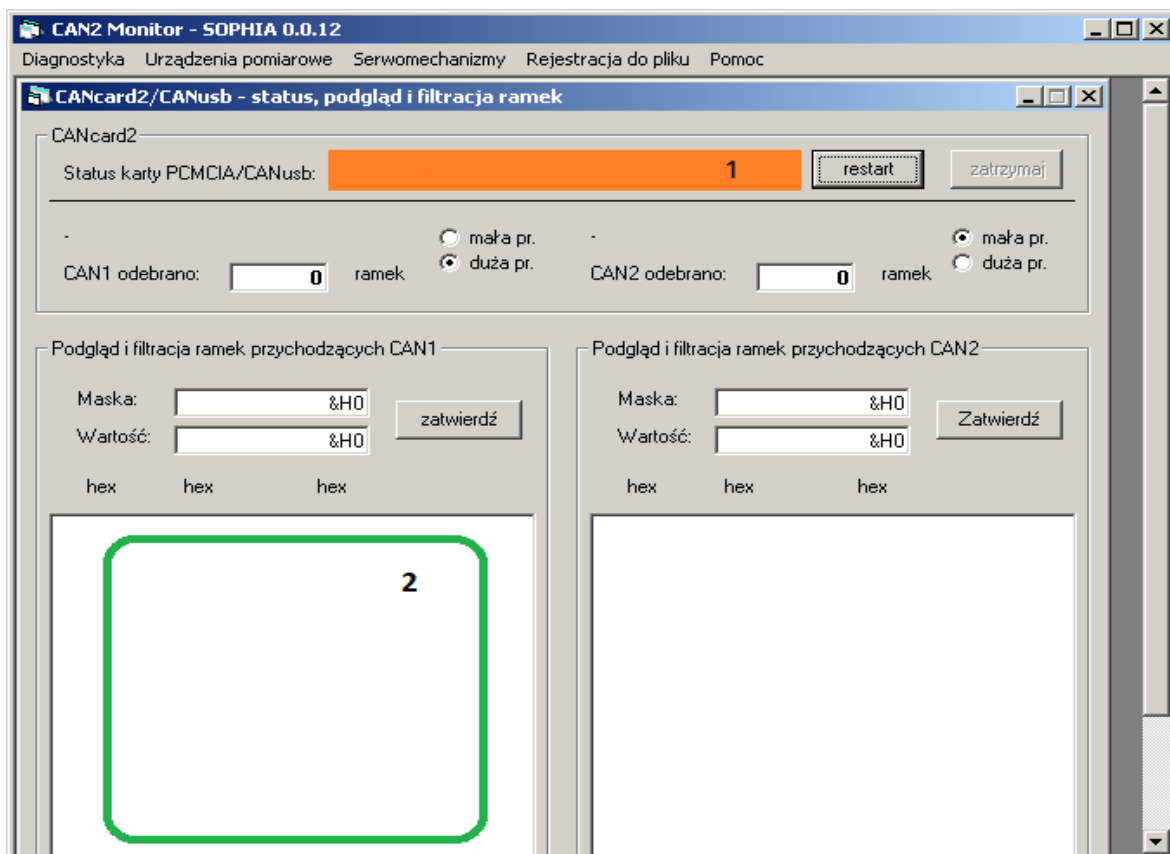 CAN2 Monitor - SOPHIA 0.0.12
Diagnostyka Urządzenia pomiarowe Serwomechanizmy Rejestracja do pliku Pomoc
CANcard2/CANusb - status, podgląd i filtracja ramek
CANcard2
Status karty PCMCIA/CANusb: 1 restart zatrzymaj
- mała pr. - mała pr.
CAN1 odebrano: 0 ramek duża pr. CAN2 odebrano: 0 ramek duża pr.
Podgląd i filtracja ramek przychodzących CAN1
Maska: &H0
zatwierdź
Wartość: &H0
hex hex hex
2
Podgląd i filtracja ramek przychodzących CAN2
Maska: &H0
Zatwierdź
Wartość: &H0
hex hex hex